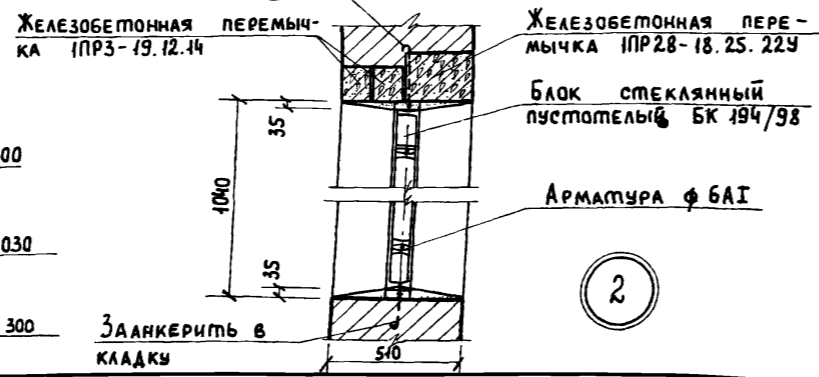 Железобетонная перемыч-
ка 1ПР3-19.12.14
Железобетонная пере-
мычка 1ПР28-18.25.22У
Блок стеклянный
пустотелый БК 194/98
35
00
1040
Арматура ϕ 6АI
030
35
2
300
Заанкерить в
кладку
510